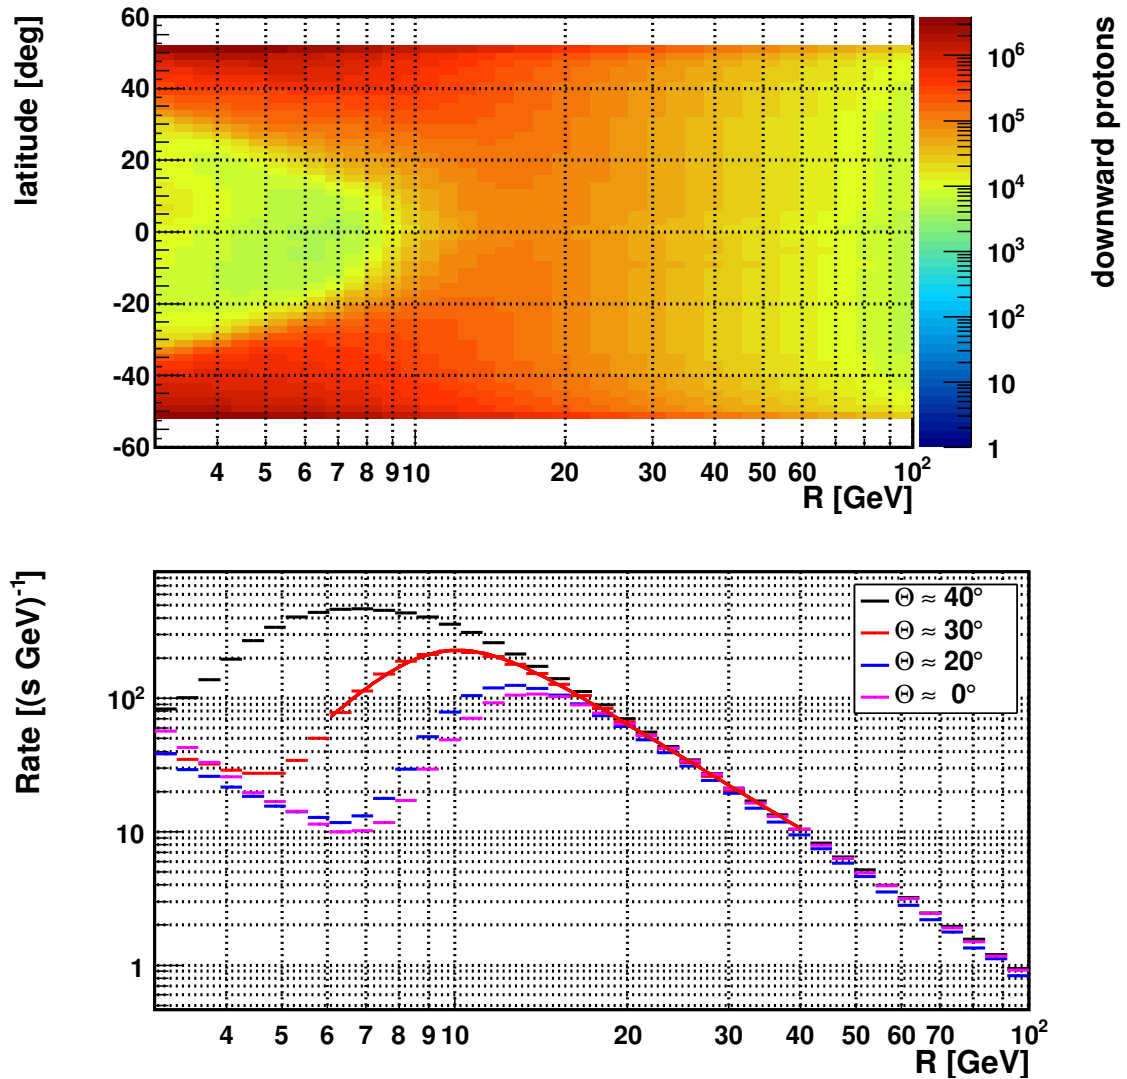 latitude [deg]
60
40
20
0
-20
-40
-60
4 5 6 7 8 9 10 20 30 40 50 60 10²
R [GeV]
10⁶
10⁵
10⁴
10³
10²
10
1
downward protons
Rate [(s GeV)⁻¹]
10²
10
1
Θ ≈ 40°
Θ ≈ 30°
Θ ≈ 20°
Θ ≈ 0°
4 5 6 7 8 9 10 20 30 40 50 60 70 10²
R [GeV]